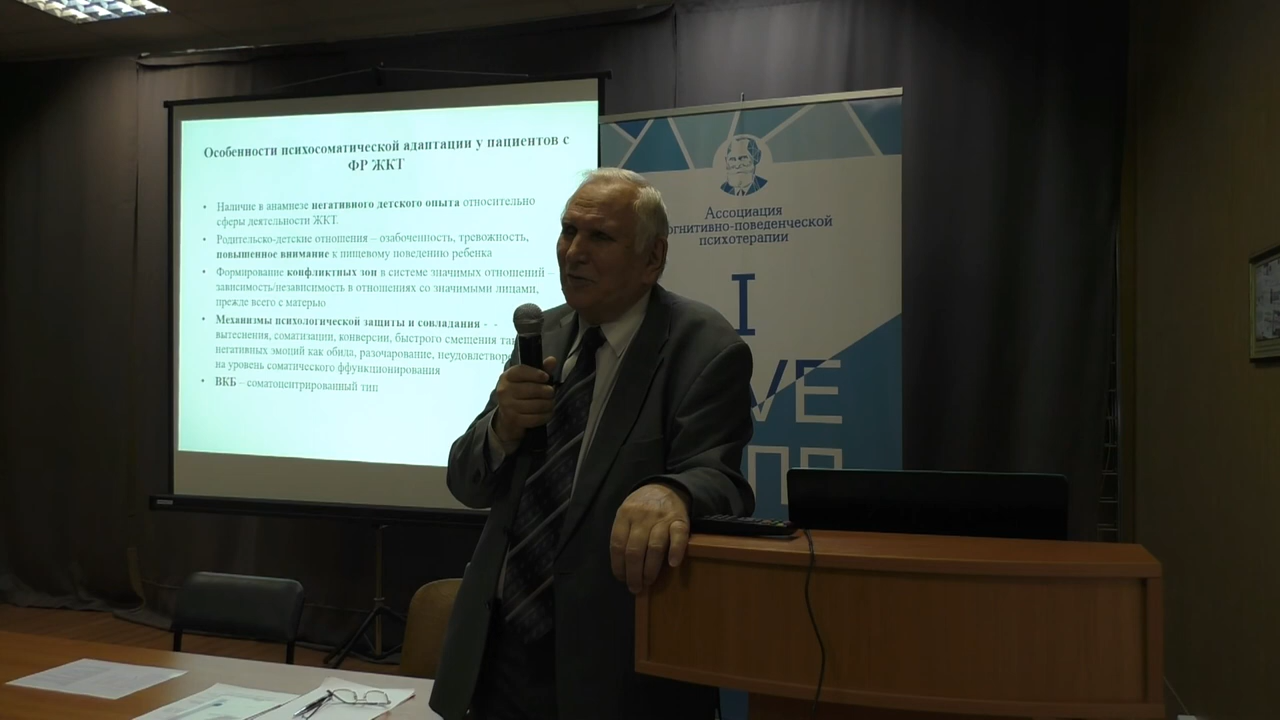 Особенности психосоматической адаптации у пациентов с
ФР ЖКТ
• Наличие в анамнезе негативного детского опыта относительно
сферы деятельности ЖКТ.
• Родительско-детские отношения – озабоченность, тревожность,
повышенное внимание к пищевому поведению ребенка
• Формирование конфликтных зон в системе значимых отношений –
зависимость/независимость в отношениях со значимыми лицами,
прежде всего с матерью
• Механизмы психологической защиты и совладания - -
вытеснения, соматизации, конверсии, быстрого смещения
негативных эмоций как обида, разочарование,
на уровень соматического ффункционирования
• ВКБ – соматоцентрированный тип
Ассоциация
огнитивно-поведенческой
психотерапии
I
VE